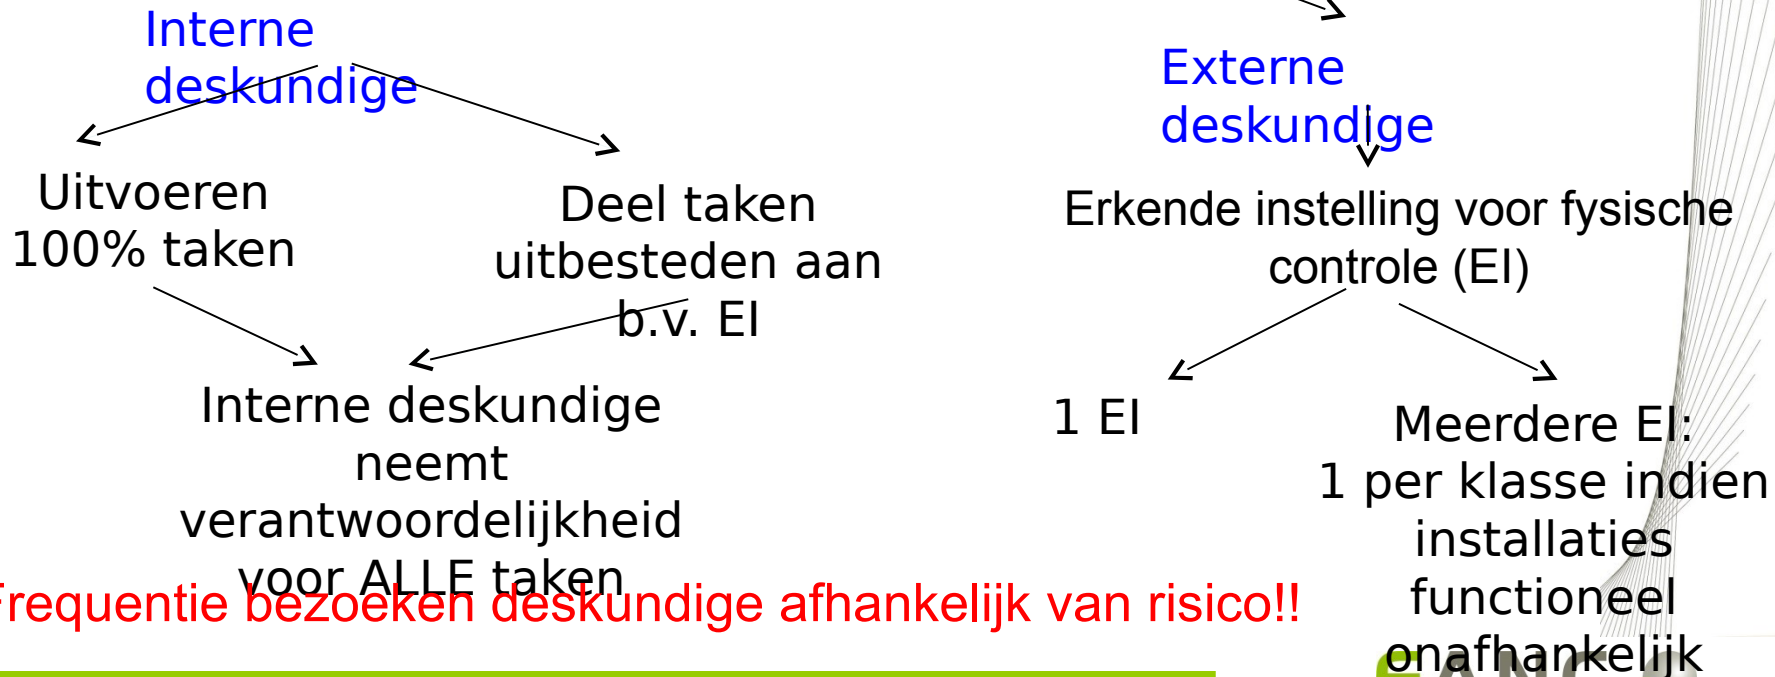 Interne
deskundige
Externe
deskundige
Uitvoeren
100% taken
Deel taken
uitbesteden aan
b.v. EI
Erkende instelling voor fysische
controle (EI)
Interne deskundige
neemt
verantwoordelijkheid
voor ALLE taken
1 EI
Meerdere EI:
1 per klasse indien
installaties
functioneel
onafhankelijk
Frequentie bezoeken deskundige afhankelijk van risico!!